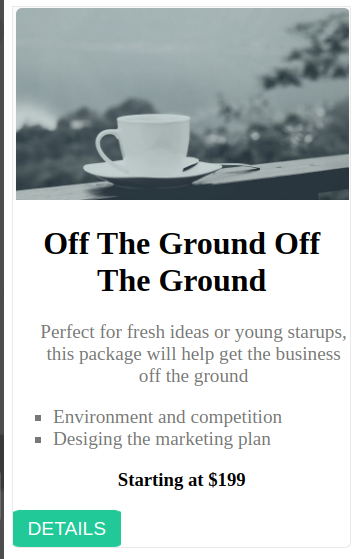 Off The Ground Off
The Ground
Perfect for fresh ideas or young starups,
this package will help get the business
off the ground
Environment and competition
Desiging the marketing plan
Starting at $199
DETAILS